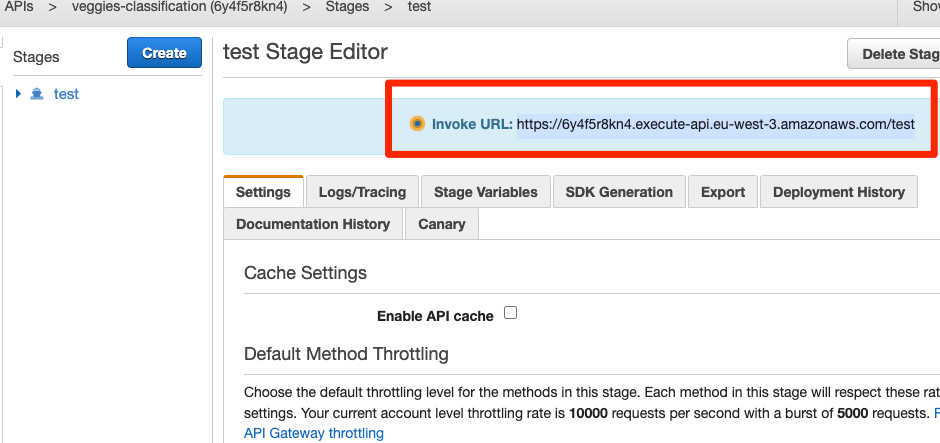 APIs > veggies-classification (6y4f5r8kn4) > Stages > test
Stages
Create
test
test Stage Editor
Delete Stag
Invoke URL: https://6y4f5r8kn4.execute-api.eu-west-3.amazonaws.com/test
Settings Logs/Tracing Stage Variables SDK Generation Export Deployment History
Documentation History Canary
Cache Settings
Enable API cache
Default Method Throttling
Choose the default throttling level for the methods in this stage. Each method in this stage will respect these rat
settings. Your current account level throttling rate is 10000 requests per second with a burst of 5000 requests.
API Gateway throttling